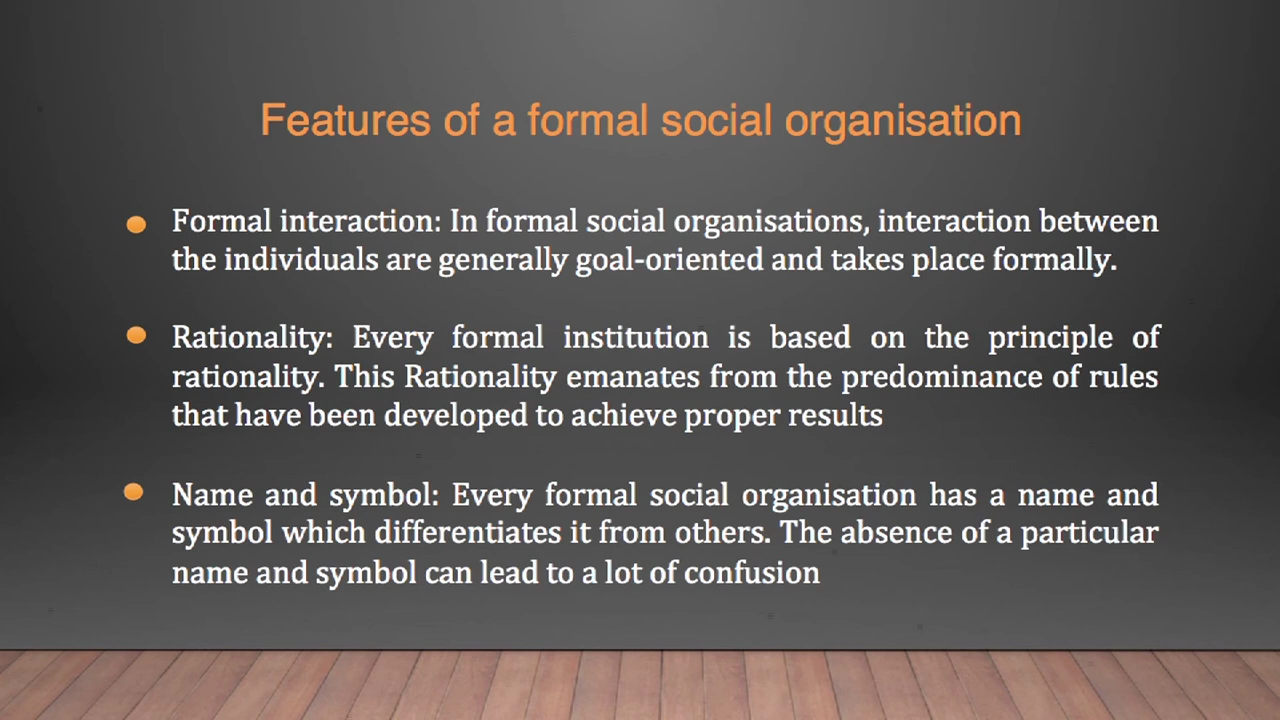 Features of a formal social organisation
Formal interaction: In formal social organisations, interaction between
the individuals are generally goal-oriented and takes place formally.
Rationality: Every formal institution is based on the principle of
rationality. This Rationality emanates from the predominance of rules
that have been developed to achieve proper results
Name and symbol: Every formal social organisation has a name and
symbol which differentiates it from others. The absence of a particular
name and symbol can lead to a lot of confusion